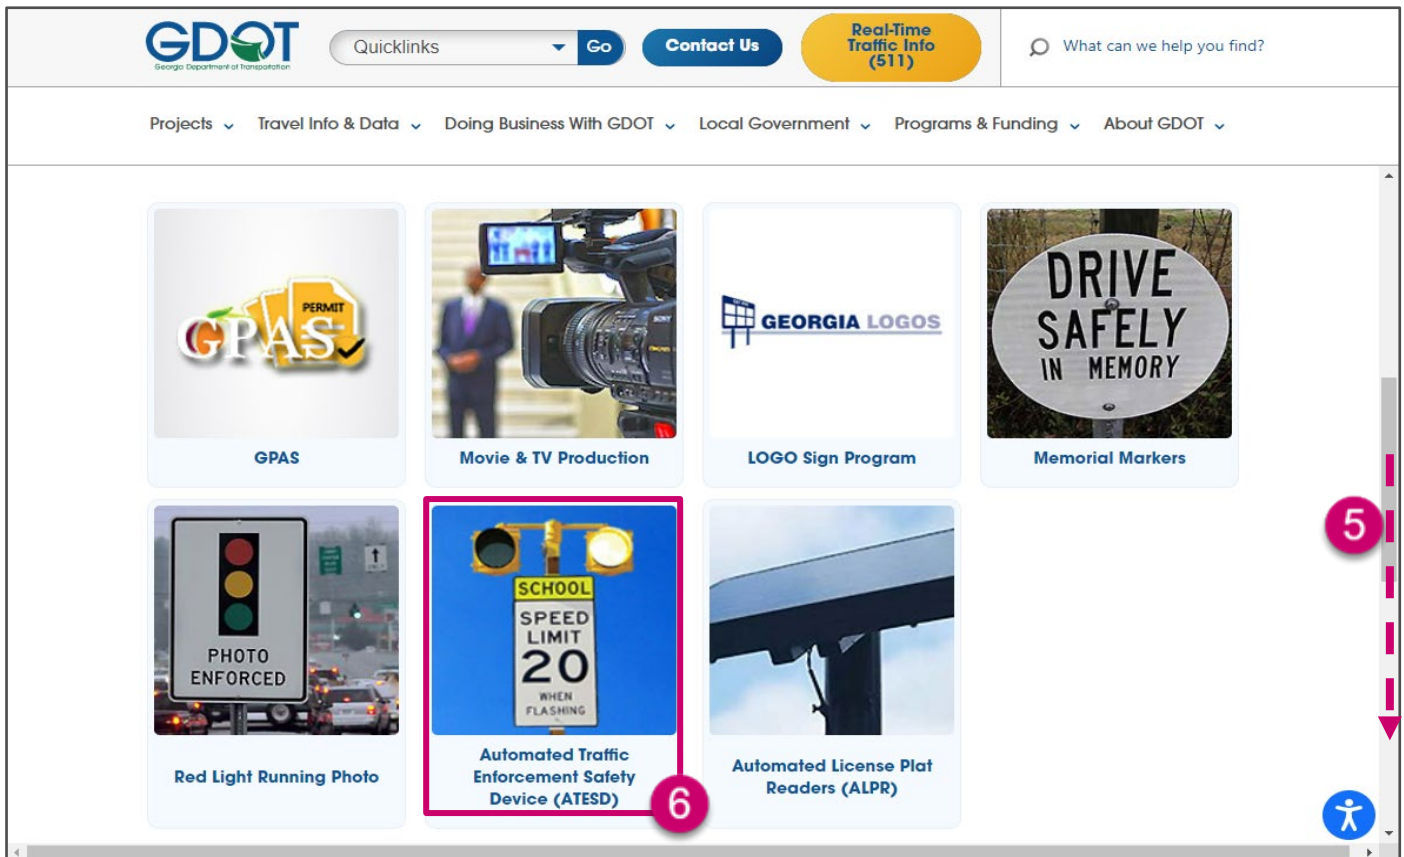 GDOT
Georgia Department of Transportation
Quicklinks
Go
Contact Us
Real-Time
Traffic Info
(511)
What can we help you find?
Projects
Travel Info & Data
Doing Business With GDOT
Local Government
Programs & Funding
About GDOT
PERMIT
GPAS
GPAS
SONY
Movie & TV Production
GEORGIA LOGOS
LOGO Sign Program
DRIVE
SAFELY
IN MEMORY
Memorial Markers
PHOTO
ENFORCED
ONLY
Red Light Running Photo
SCHOOL
SPEED
LIMIT
20
WHEN
FLASHING
Automated Traffic
Enforcement Safety
Device (ATESD)
Automated License Plat
Readers (ALPR)
5
6